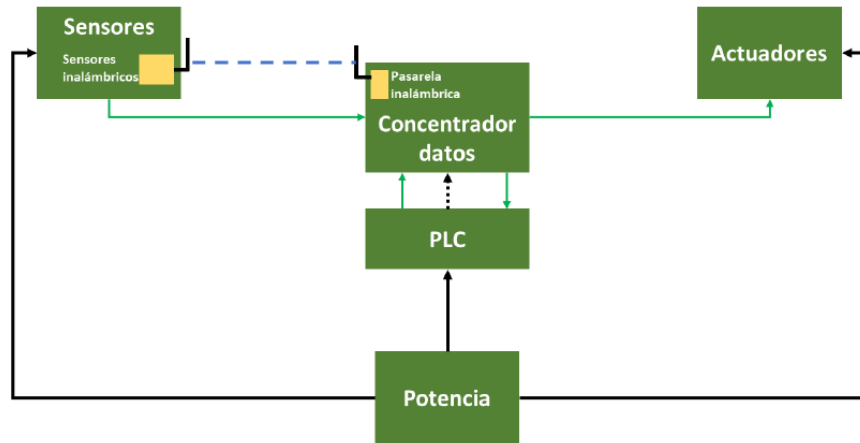 Sensores
Sensores
inalámbricos
Pasarela
inalámbrica
Concentrador
datos
Actuadores
PLC
Potencia